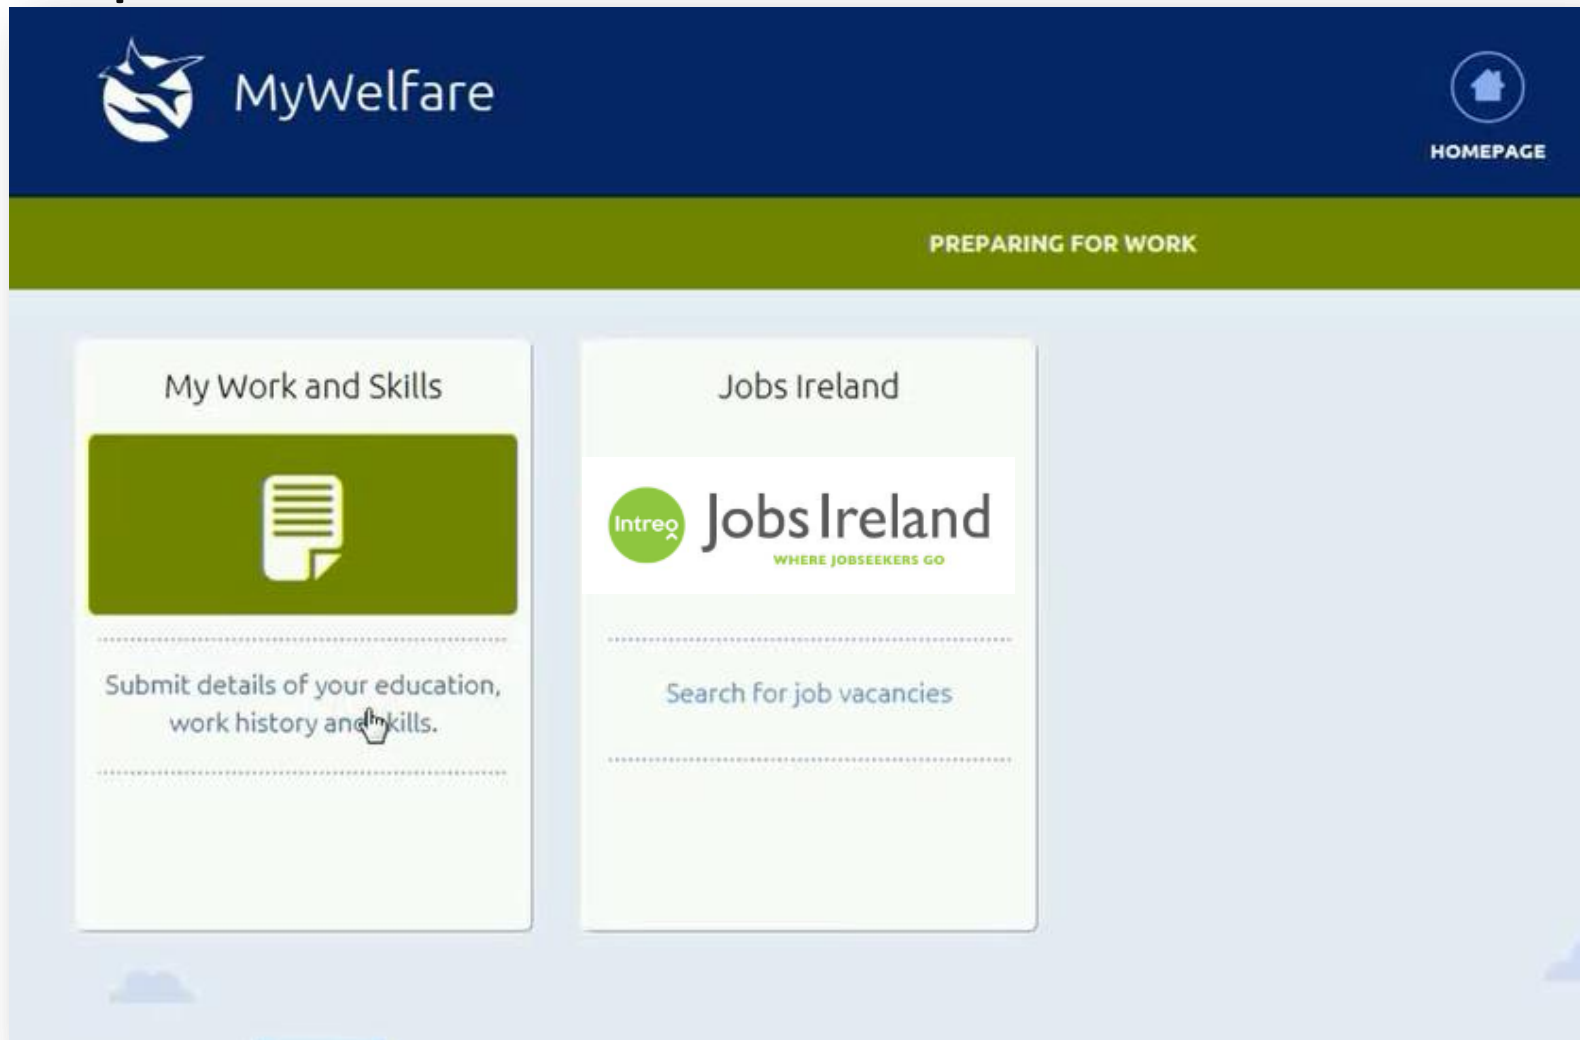 MyWelfare
HOMEPAGE
PREPARING FOR WORK
My Work and Skills
Submit details of your education,
work history and skills.
Jobs Ireland
Intreo
Jobs Ireland
WHERE JOBSEEKERS GO
Search for job vacancies